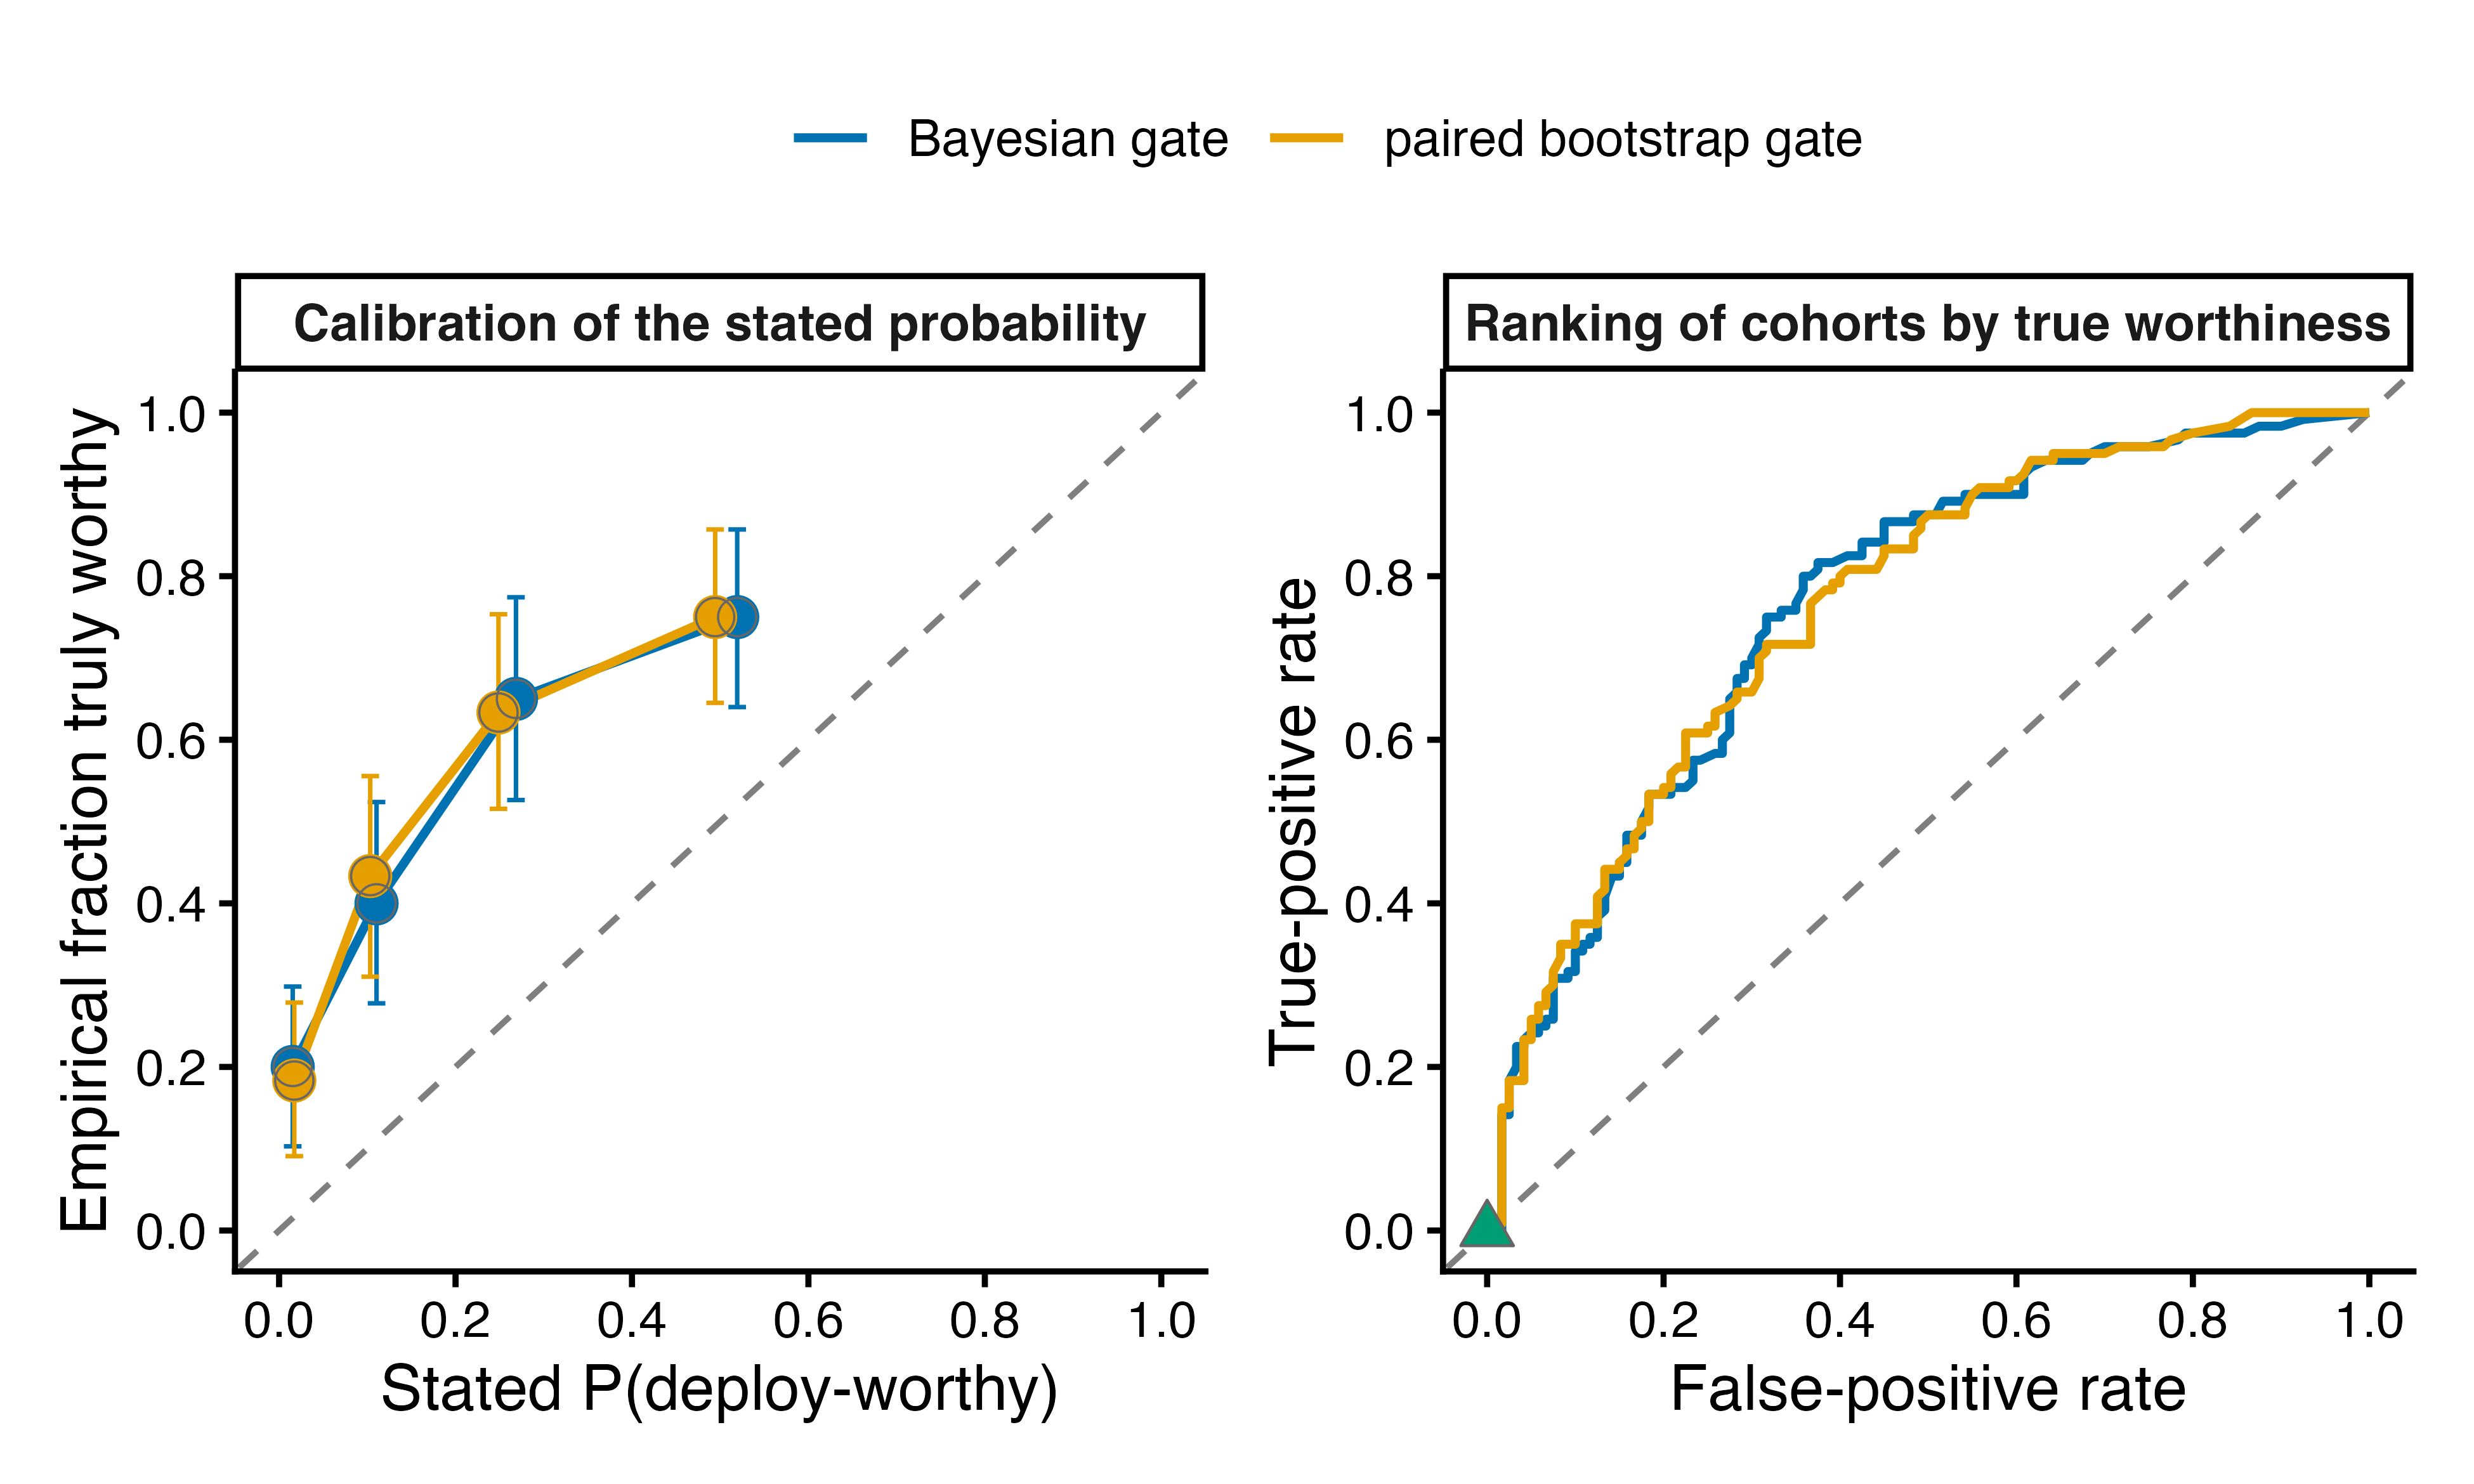 Bayesian gate paired bootstrap gate
Calibration of the stated probability
Empirical fraction truly worthy
1.0
0.8
0.6
0.4
0.2
0.0
0.0 0.2 0.4 0.6 0.8 1.0
Stated P(deploy-worthy)
Ranking of cohorts by true worthiness
True-positive rate
1.0
0.8
0.6
0.4
0.2
0.0
0.0 0.2 0.4 0.6 0.8 1.0
False-positive rate